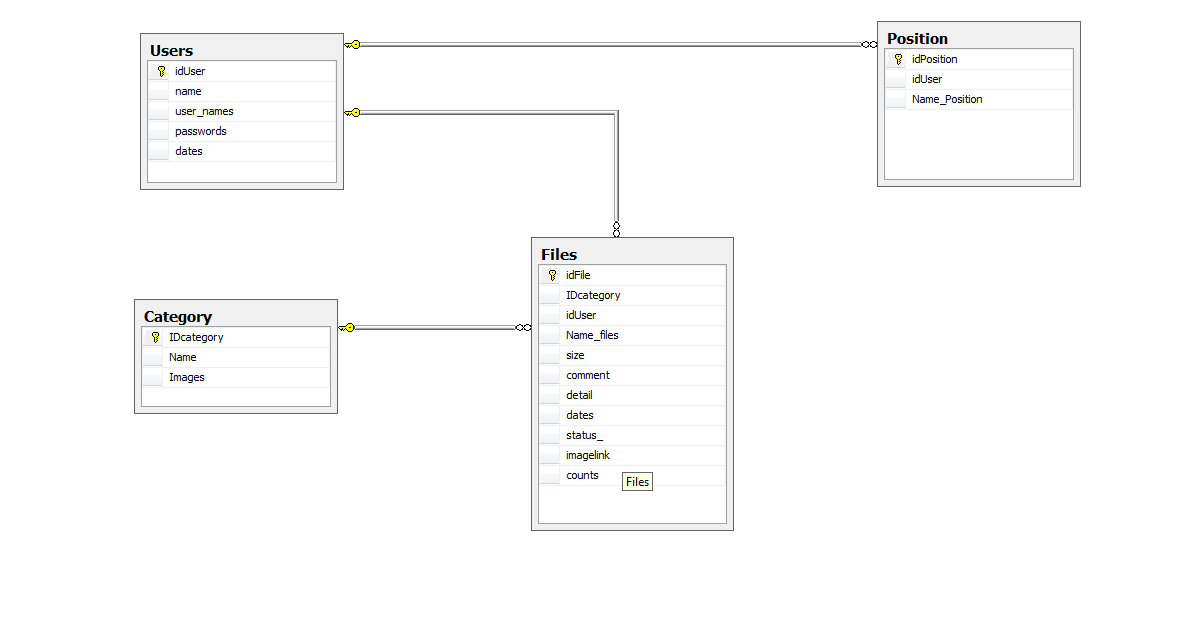 Users
idUser
name
user_names
passwords
dates
Position
idPosition
idUser
Name_Position
Category
IDcategory
Name
Images
Files
idFile
IDcategory
idUser
Name_files
size
comment
detail
dates
status_
imagelink
counts
Files